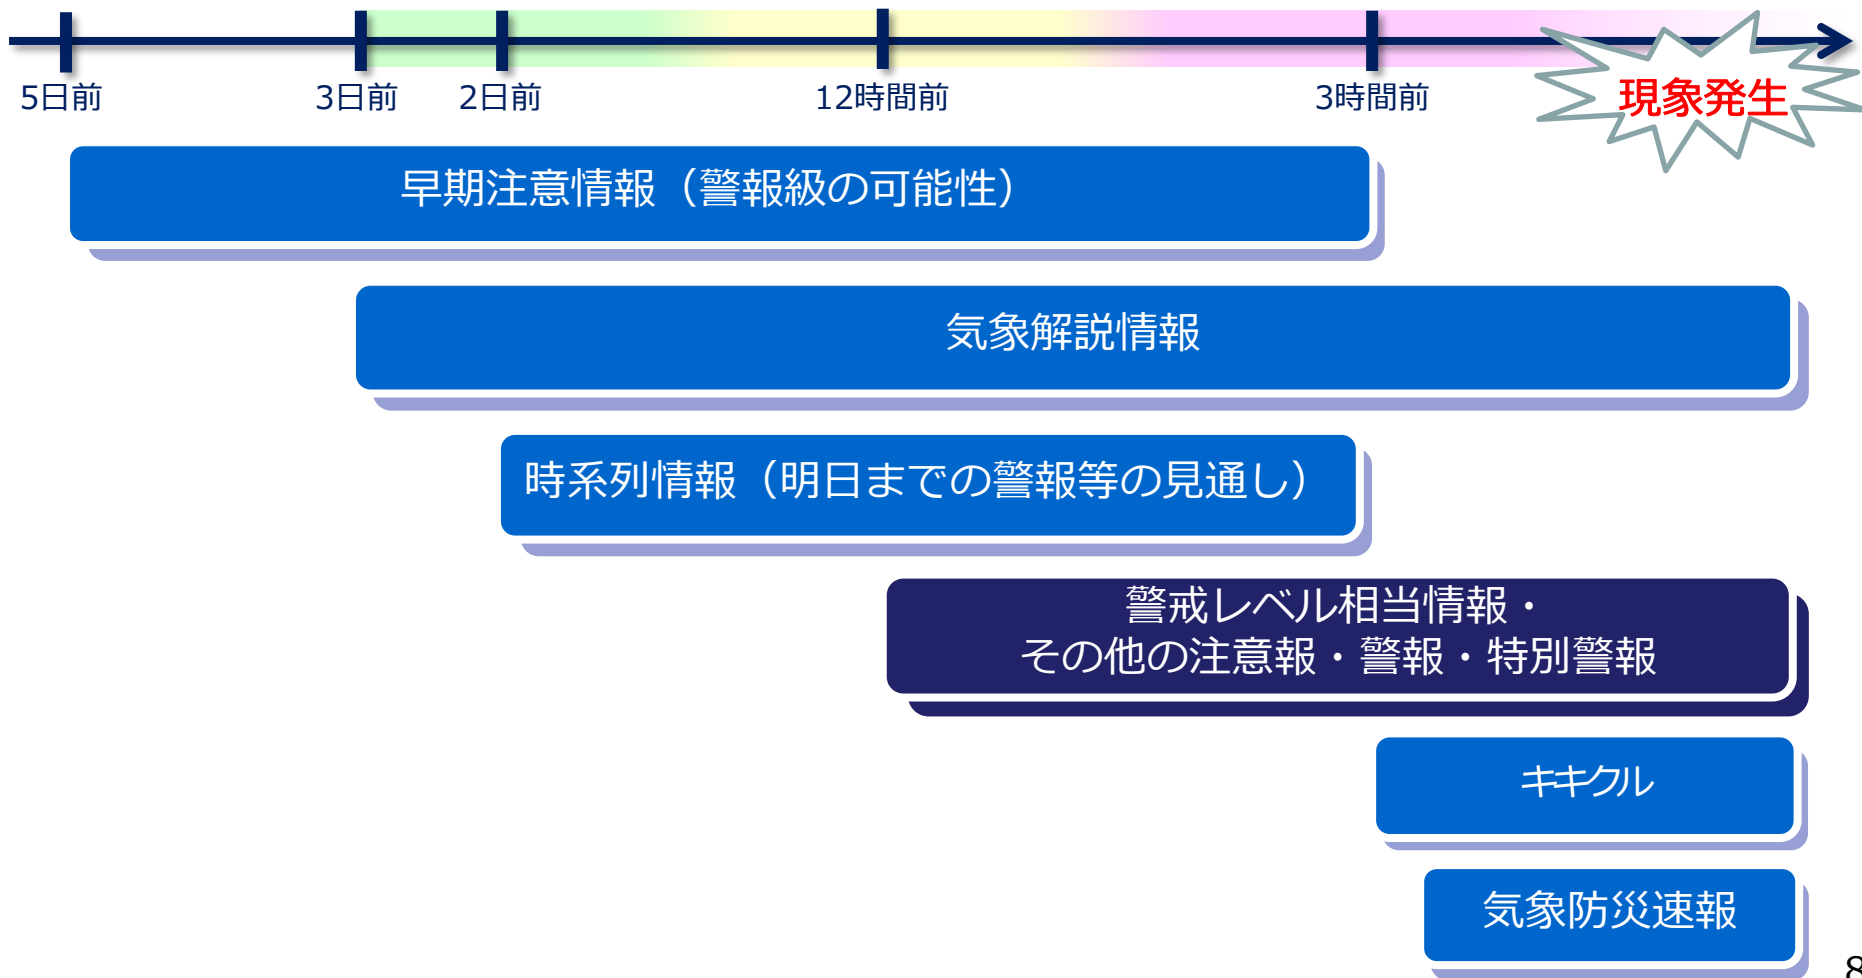 5日前
3日前
2日前
12時間前
3時間前
現象発生
早期注意情報（警報級の可能性）
気象解説情報
時系列情報（明日までの警報等の見通し）
警戒レベル相当情報・
その他の注意報・警報・特別警報
キキクル
気象防災速報
8